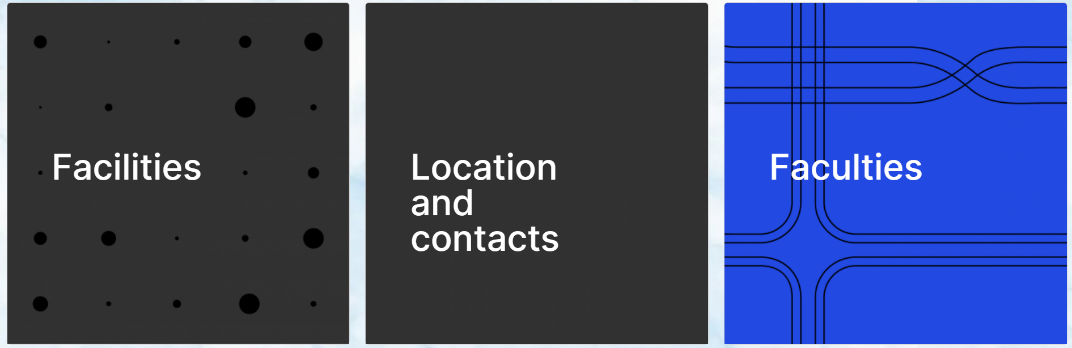 Facilities
Location
and
contacts
Faculties